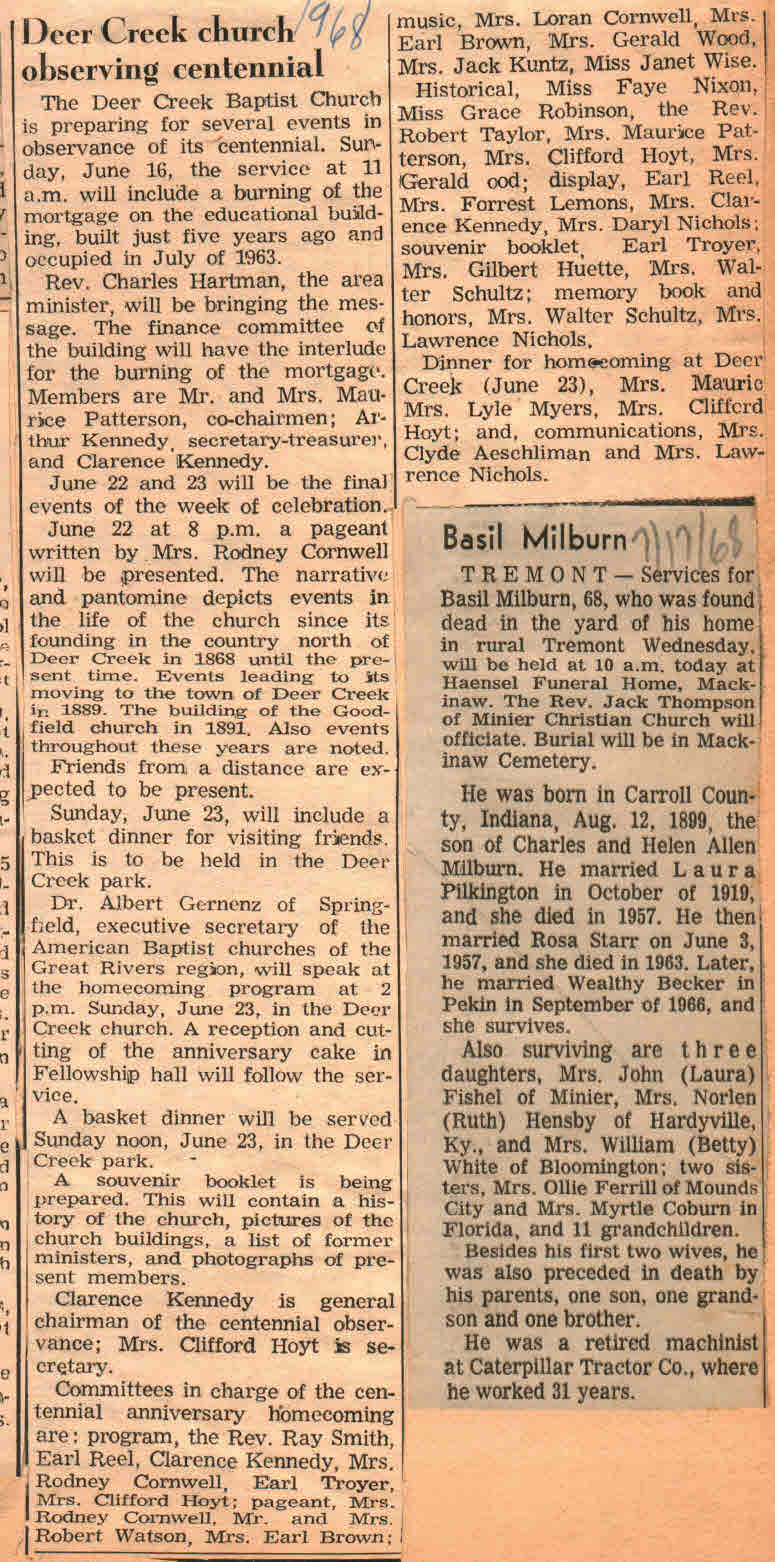 Deer Creek church 1968
observing centennial
The Deer Creek Baptist Church
is preparing for several events in
observance of its centennial. Sun-
day, June 16, the service at 11
a.m. will include a burning of the
mortgage on the educational build-
ing, built just five years ago and
occupied in July of 1963.
Rev. Charles Hartman, the area
minister, will be bringing the mes-
sage. The finance committee of
the building will have the interlude
for the burning of the mortgage.
Members are Mr. and Mrs. Mau-
rice Patterson, co-chairmen; Ar-
thur Kennedy, secretary-treasurer,
and Clarence Kennedy.
June 22 and 23 will be the final
events of the week of celebration.
June 22 at 8 p.m. a pageant
written by Mrs. Rodney Cornwell
will be presented. The narrative
and pantomine depicts events in
the life of the church since its
founding in the country north of
Deer Creek in 1868 until the pre-
sent time. Events leading to its
moving to the town of Deer Creek
in 1889. The building of the Good-
field church in 1891. Also events
throughout these years are noted.
Friends from a distance are ex-
pected to be present.
Sunday, June 23, will include a
basket dinner for visiting friends.
This is to be held in the Deer
Creek park.
Dr. Albert Gernenz of Spring-
field, executive secretary of the
American Baptist churches of the
Great Rivers region, will speak at
the homecoming program at 2
p.m. Sunday, June 23, in the Deer
Creek church. A reception and cut-
ting of the anniversary cake in
Fellowship hall will follow the ser-
vice.
A basket dinner will be served
Sunday noon, June 23, in the Deer
Creek park.
A souvenir booklet is being
prepared. This will contain a his-
tory of the church, pictures of the
church buildings, a list of former
ministers, and photographs of pre-
sent members.
Clarence Kennedy is general
chairman of the centennial obser-
vance; Mrs. Clifford Hoyt is se-
cretary.
Committees in charge of the cen-
tennial anniversary homecoming
are: program, the Rev. Ray Smith,
Earl Reel, Clarence Kennedy, Mrs.
Rodney Cornwell, Earl Troyer,
Mrs. Clifford Hoyt; pageant, Mrs.
Rodney Cornwell, Mr. and Mrs.
Robert Watson, Mrs. Earl Brown;
music, Mrs. Loran Cornwell, Mrs.
Earl Brown, Mrs. Gerald Wood,
Mrs. Jack Kuntz, Miss Janet Wise.
Historical, Miss Faye Nixon,
Miss Grace Robinson, the Rev.
Robert Taylor, Mrs. Maurice Pat-
terson, Mrs. Clifford Hoyt, Mrs.
Gerald ood; display, Earl Reel,
Mrs. Forrest Lemons, Mrs. Clar-
ence Kennedy, Mrs. Daryl Nichols;
souvenir booklet, Earl Troyer,
Mrs. Gilbert Huette, Mrs. Wal-
ter Schultz; memory book and
honors, Mrs. Walter Schultz, Mrs.
Lawrence Nichols.
Dinner for homecoming at Deer
Creek (June 23), Mrs. Mauric
Mrs. Lyle Myers, Mrs. Clifford
Hoyt; and, communications, Mrs.
Clyde Aeschliman and Mrs. Law-
rence Nichols.
Basil Milburn 7/17/68
TREMONT — Services for
Basil Milburn, 68, who was found
dead in the yard of his home
in rural Tremont Wednesday,
will be held at 10 a.m. today at
Haensel Funeral Home, Mack-
inaw. The Rev. Jack Thompson
of Minier Christian Church will
officiate. Burial will be in Mack-
inaw Cemetery.
He was born in Carroll Coun-
ty, Indiana, Aug. 12, 1899, the
son of Charles and Helen Allen
Milburn. He married Laura
Pilkington in October of 1919,
and she died in 1957. He then
married Rosa Starr on June 3,
1957, and she died in 1963. Later,
he married Wealthy Becker in
Pekin in September of 1966, and
she survives.
Also surviving are three
daughters, Mrs. John (Laura)
Fishel of Minier, Mrs. Norlen
(Ruth) Hensby of Hardyville,
Ky., and Mrs. William (Betty)
White of Bloomington; two sis-
ters, Mrs. Ollie Ferrill of Mounds
City and Mrs. Myrtle Coburn in
Florida, and 11 grandchildren.
Besides his first two wives, he
was also preceded in death by
his parents, one son, one grand-
son and one brother.
He was a retired machinist
at Caterpillar Tractor Co., where
he worked 31 years.